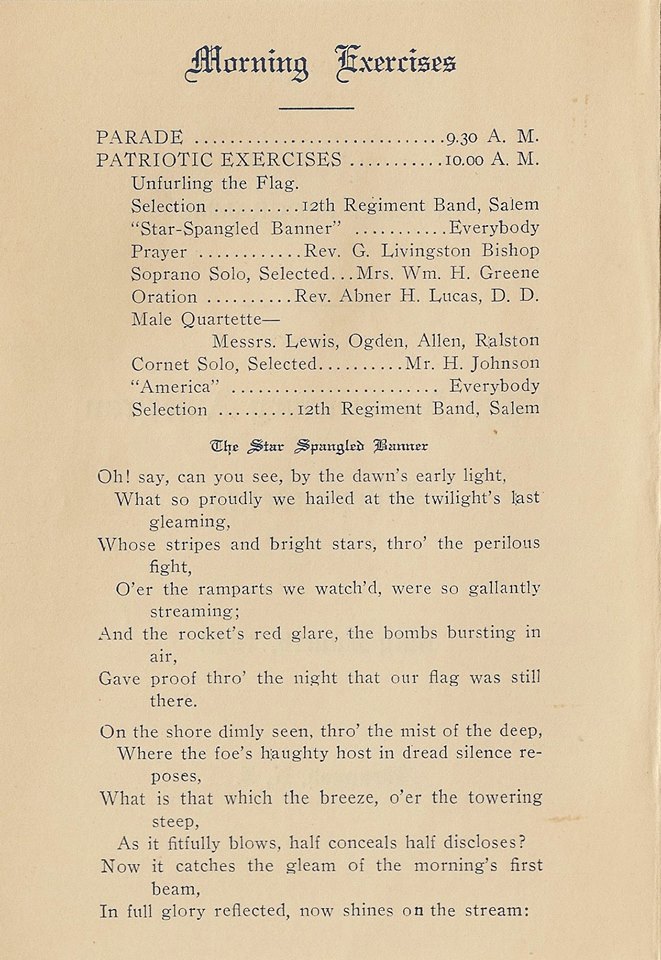 Morning Exercises
PARADE ............................9.30 A. M.
PATRIOTIC EXERCISES ...........10.00 A. M.
Unfurling the Flag.
Selection ..........12th Regiment Band, Salem
“Star-Spangled Banner” ..........Everybody
Prayer ............Rev. G. Livingston Bishop
Soprano Solo, Selected...Mrs. Wm. H. Greene
Oration .........Rev. Abner H. Lucas, D. D.
Male Quartette—
Messrs. Lewis, Ogden, Allen, Ralston
Cornet Solo, Selected..........Mr. H. Johnson
“America” ........................ Everybody
Selection .........12th Regiment Band, Salem
The Star Spangled Banner
Oh! say, can you see, by the dawn’s early light,
What so proudly we hailed at the twilight’s last
gleaming,
Whose stripes and bright stars, thro’ the perilous
fight,
O’er the ramparts we watch’d, were so gallantly
streaming;
And the rocket’s red glare, the bombs bursting in
air,
Gave proof thro’ the night that our flag was still
there.
On the shore dimly seen, thro’ the mist of the deep,
Where the foe’s haughty host in dread silence re-
poses,
What is that which the breeze, o’er the towering
steep,
As it fitfully blows, half conceals half discloses?
Now it catches the gleam of the morning’s first
beam,
In full glory reflected, now shines on the stream: